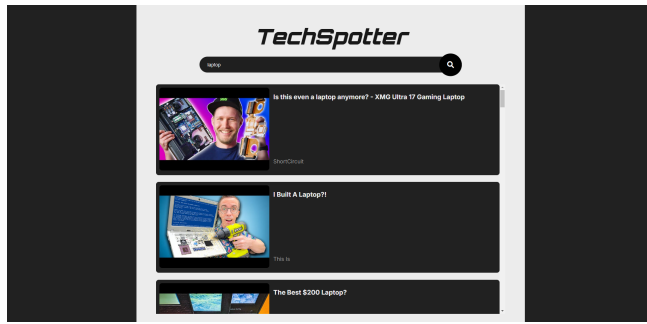 TechSpotter
laptop
Is this even a laptop anymore? - XMG Ultra 17 Gaming Laptop
ShortCircuit
I Built A Laptop?!
This Is
The Best $200 Laptop?